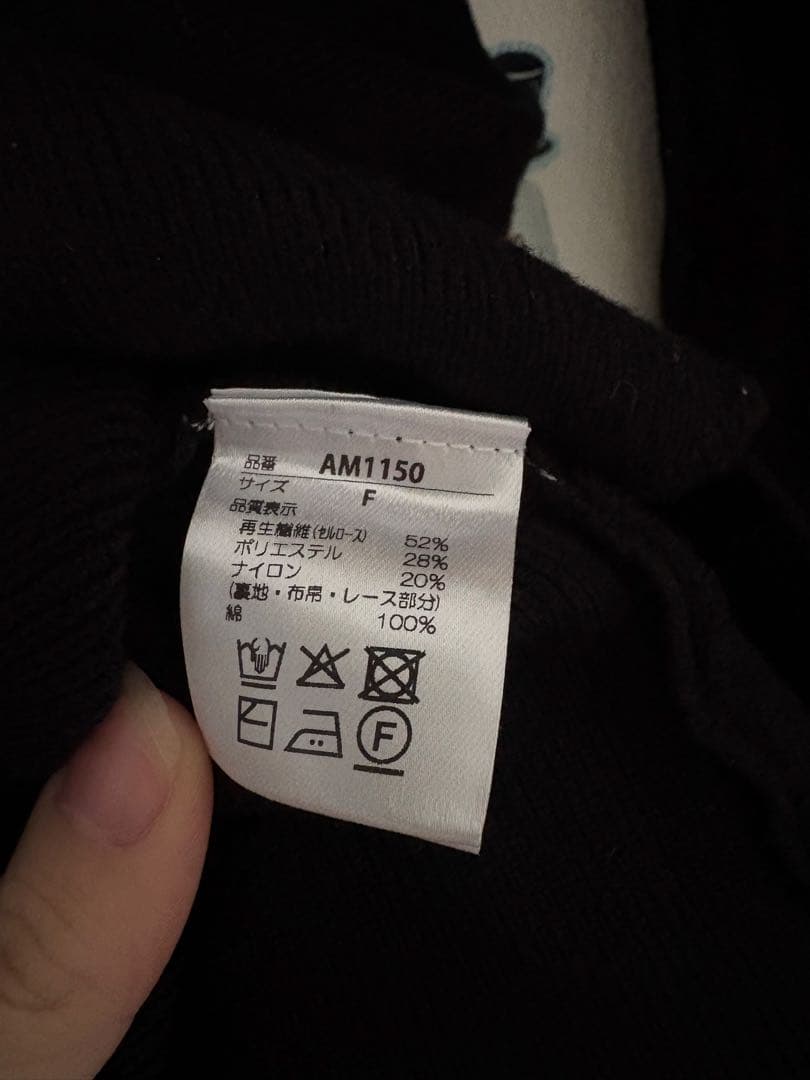 品番 AM1150
サイズ F
品質表示
再生繊維(セルロース) 52%
ポリエステル 28%
ナイロン 20%
(裏地・布帛・レース部分)
綿 100%
F